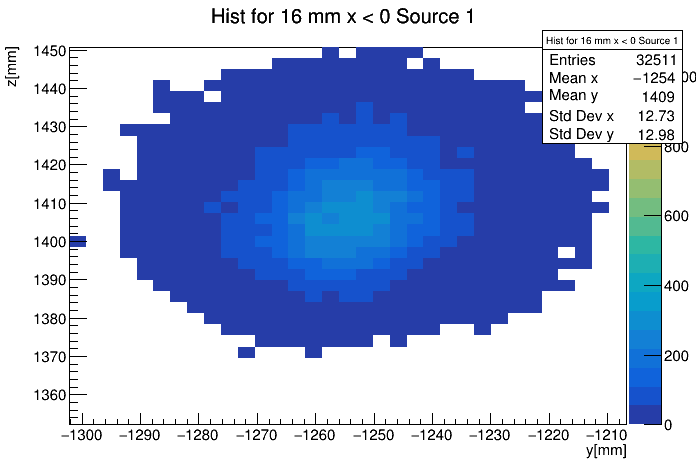 Hist for 16 mm x < 0 Source 1
z[mm]
1450
1440
1430
1420
1410
1400
1390
1380
1370
1360
Hist for 16 mm x < 0 Source 1
Entries 32511
Mean x −1254
Mean y 1409
Std Dev x 12.73
Std Dev y 12.98
00
800
600
400
200
0
−1300 −1290 −1280 −1270 −1260 −1250 −1240 −1230 −1220 −1210
y[mm]